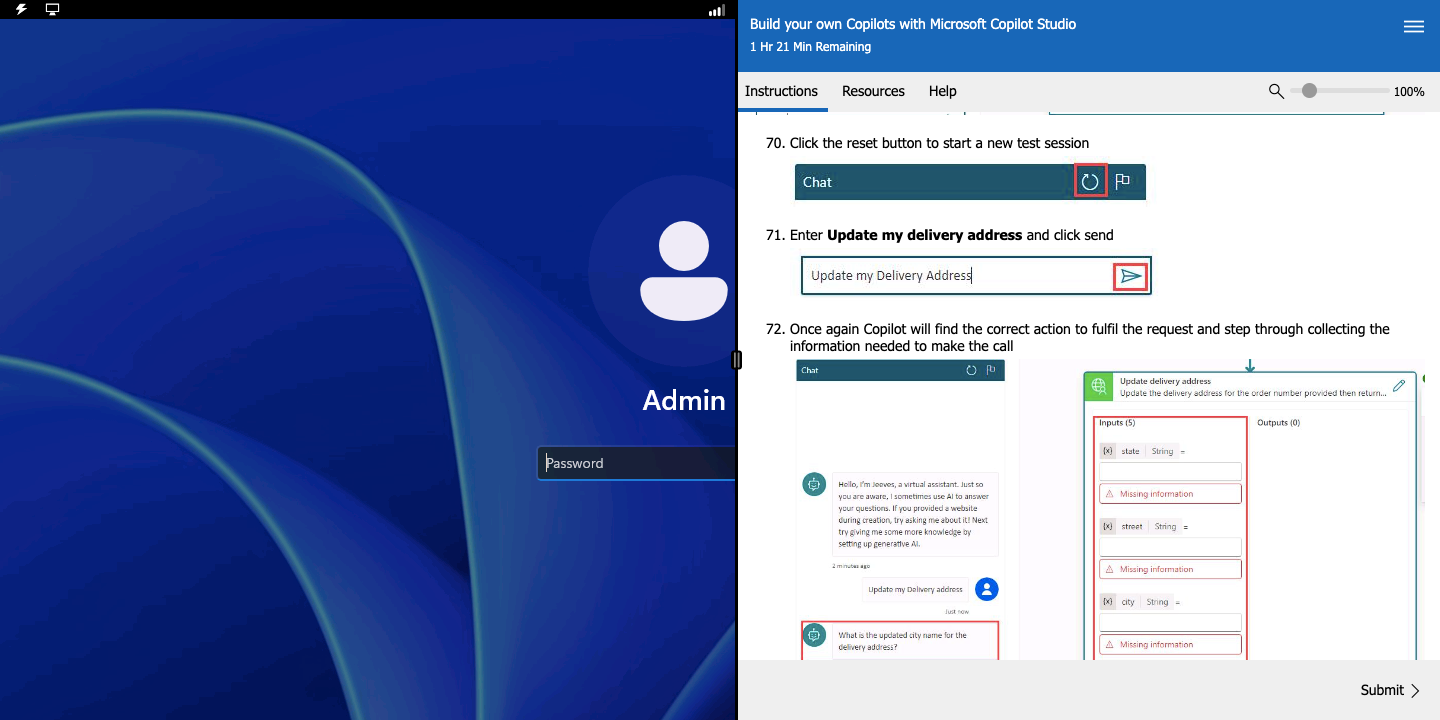 Admin
Password
Build your own Copilots with Microsoft Copilot Studio
1 Hr 21 Min Remaining
Instructions Resources Help 100%
70. Click the reset button to start a new test session
Chat
71. Enter Update my delivery address and click send
Update my Delivery Address
72. Once again Copilot will find the correct action to fulfil the request and step through collecting the
information needed to make the call
Chat
Hello, I'm Jeeves, a virtual assistant. Just so
you are aware, I sometimes use AI to answer
your questions. If you provided a website
during creation, try asking me about it! Next
try giving me some more knowledge by
setting up generative AI.
2 minutes ago
Update my Delivery address
Just now
What is the updated city name for the
delivery address?
Update delivery address
Update the delivery address for the order number provided then return...
Inputs (5) Outputs (0)
{x} state String =
Missing information
{x} street String =
Missing information
{x} city String =
Missing information
Submit